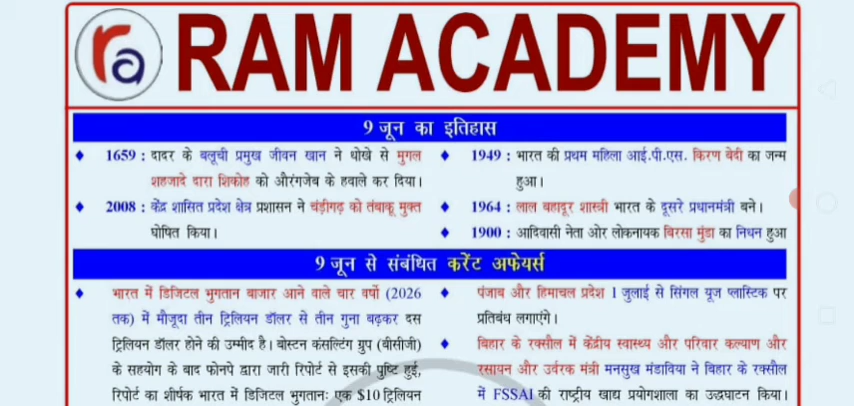 ra RAM ACADEMY
9 जून का इतिहास
♦ 1659 : दादर के बलूची प्रमुख जीवन खान ने धोखे से मुगल
शहजादे दारा शिकोह को औरंगजेब के हवाले कर दिया।
♦ 2008 : केंद्र शासित प्रदेश क्षेत्र प्रशासन ने चंड़ीगढ़ को तंबाकू मुक्त
घोषित किया।
♦ 1949 : भारत की प्रथम महिला आई.पी.एस. किरण बेदी का जन्म
हुआ।
♦ 1964 : लाल बहादूर शास्त्री भारत के दूसरे प्रधानमंत्री बने।
♦ 1900 : आदिवासी नेता ओर लोकनायक बिरसा मुंडा का निधन हुआ
9 जून से संबंधित करेंट अफेयर्स
♦ भारत में डिजिटल भुगतान बाजार आने वाले चार वर्षो (2026
तक) में मौजूदा तीन ट्रिलियन डॉलर से तीन गुना बढ़कर दस
ट्रिलियन डॉलर होने की उम्मीद है। बोस्टन कंसल्टिंग ग्रुप (बीसीजी)
के सहयोग के बाद फोनपे द्वारा जारी रिपोर्ट से इसकी पुष्टि हुई,
रिपोर्ट का शीर्षक भारत में डिजिटल भुगतानः एक $10 ट्रिलियन
♦ पंजाब और हिमाचल प्रदेश 1 जुलाई से सिंगल यूज प्लास्टिक पर
प्रतिबंध लगाएंगे।
♦ बिहार के रक्सौल में केंद्रीय स्वास्थ्य और परिवार कल्याण और
रसायन और उर्वरक मंत्री मनसुख मंडाविया ने बिहार के रक्सौल
में FSSAI की राष्ट्रीय खाद्य प्रयोगशाला का उद्धघाटन किया।